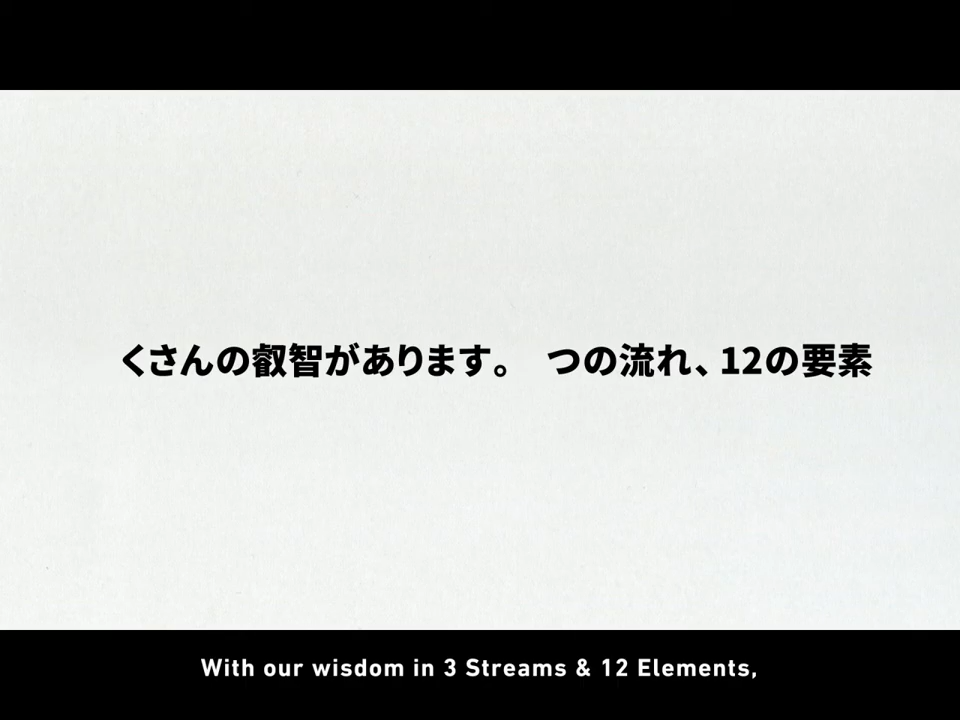 くさんの叡智があります。 つの流れ、12の要素
With our wisdom in 3 Streams & 12 Elements,